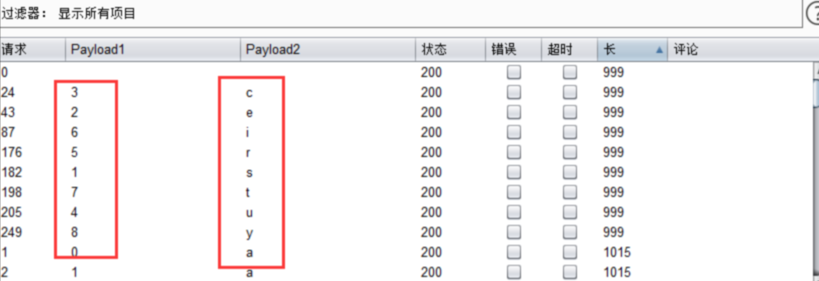 过滤器： 显示所有项目
请求 Payload1 Payload2 状态 错误 超时 长 评论
0 200 999
24 3 c 200 999
43 2 e 200 999
87 6 i 200 999
176 5 r 200 999
182 1 s 200 999
198 7 t 200 999
205 4 u 200 999
249 8 y 200 999
1 0 a 200 1015
2 1 a 200 1015